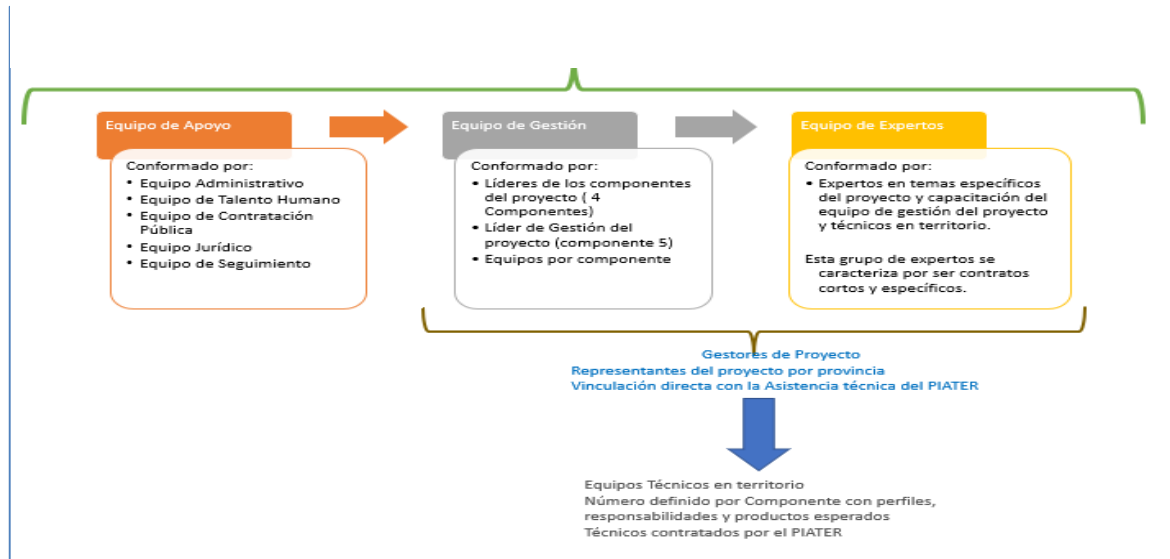 Equipo de Apoyo
Conformado por:
• Equipo Administrativo
• Equipo de Talento Humano
• Equipo de Contratación
Pública
• Equipo Jurídico
• Equipo de Seguimiento
Equipo de Gestión
Conformado por:
• Líderes de los componentes
del proyecto ( 4
Componentes)
• Líder de Gestión del
proyecto (componente 5)
• Equipos por componente
Equipo de Expertos
Conformado por:
• Expertos en temas específicos
del proyecto y capacitación del
equipo de gestión del proyecto
y técnicos en territorio.
Esta grupo de expertos se
caracteriza por ser contratos
cortos y específicos.
Gestores de Proyecto
Representantes del proyecto por provincia
Vinculación directa con la Asistencia técnica del PIATER
Equipos Técnicos en territorio
Número definido por Componente con perfiles,
responsabilidades y productos esperados
Técnicos contratados por el PIATER